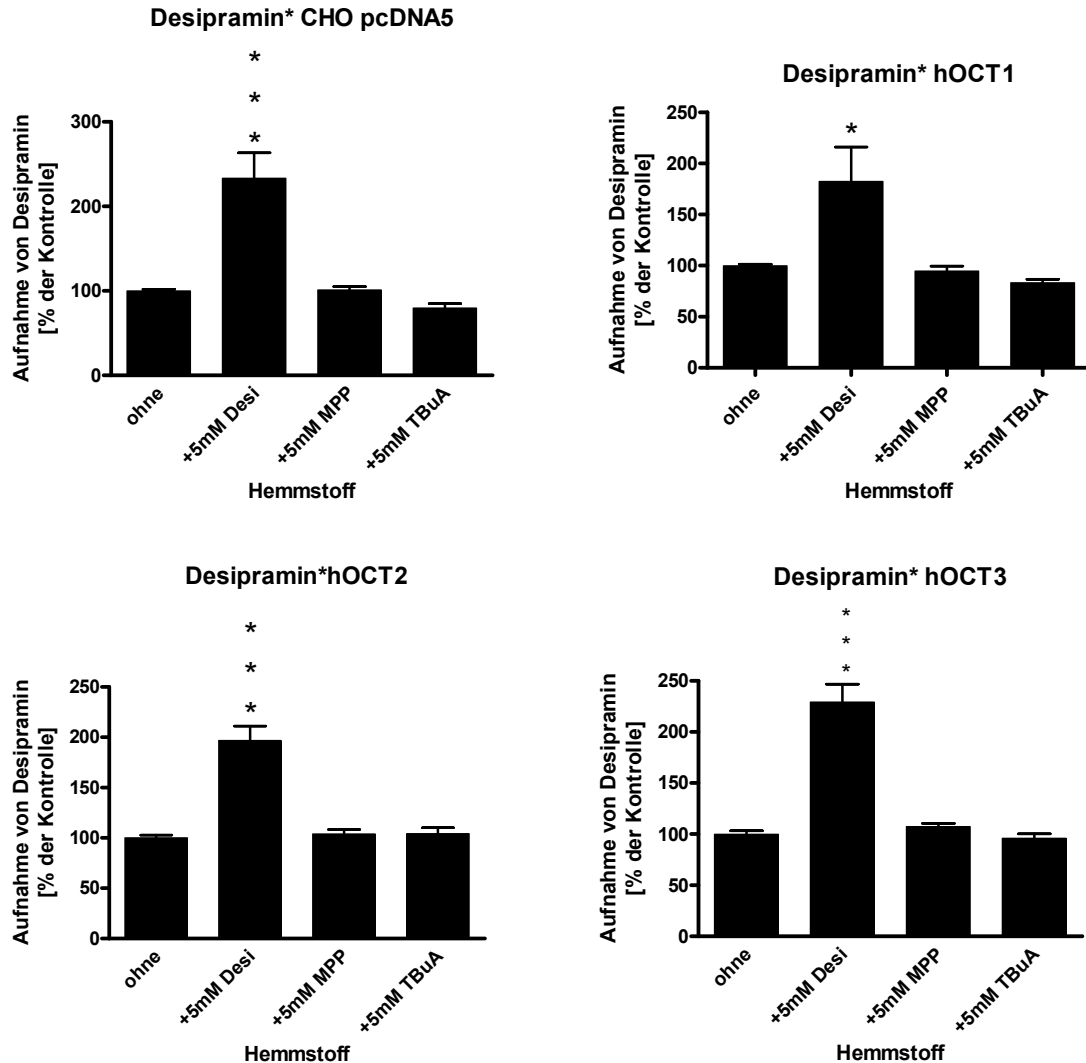 Desipramin* CHO pcDNA5
*
*
*
Aufnahme von Desipramin
[% der Kontrolle]
300
200
100
0
ohne
+5mM Desi
+5mM MPP
+5mM TBuA
Hemmstoff
Desipramin* hOCT1
*
Aufnahme von Desipramin
[% der Kontrolle]
250
200
150
100
50
0
ohne
+5mM Desi
+5mM MPP
+5mM TBuA
Hemmstoff
Desipramin*hOCT2
*
*
*
Aufnahme von Desipramin
[% der Kontrolle]
250
200
150
100
50
0
ohne
+5mM Desi
+5mM MPP
+5mM TBuA
Hemmstoff
Desipramin* hOCT3
*
*
*
Aufnahme von Desipramin
[% der Kontrolle]
250
200
150
100
50
0
ohne
+5mM Desi
+5mM MPP
+5mM TBuA
Hemmstoff